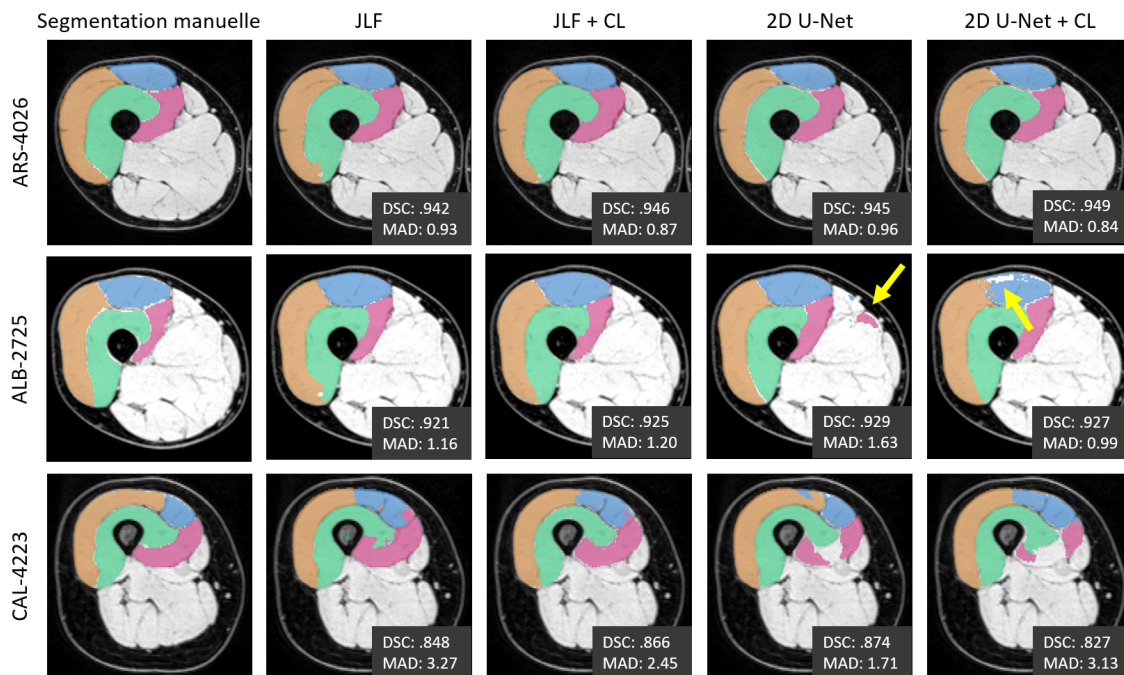 Segmentation manuelle
JLF
JLF + CL
2D U-Net
2D U-Net + CL
ARS-4026
DSC: .942
MAD: 0.93
DSC: .946
MAD: 0.87
DSC: .945
MAD: 0.96
DSC: .949
MAD: 0.84
ALB-2725
DSC: .921
MAD: 1.16
DSC: .925
MAD: 1.20
DSC: .929
MAD: 1.63
DSC: .927
MAD: 0.99
CAL-4223
DSC: .848
MAD: 3.27
DSC: .866
MAD: 2.45
DSC: .874
MAD: 1.71
DSC: .827
MAD: 3.13